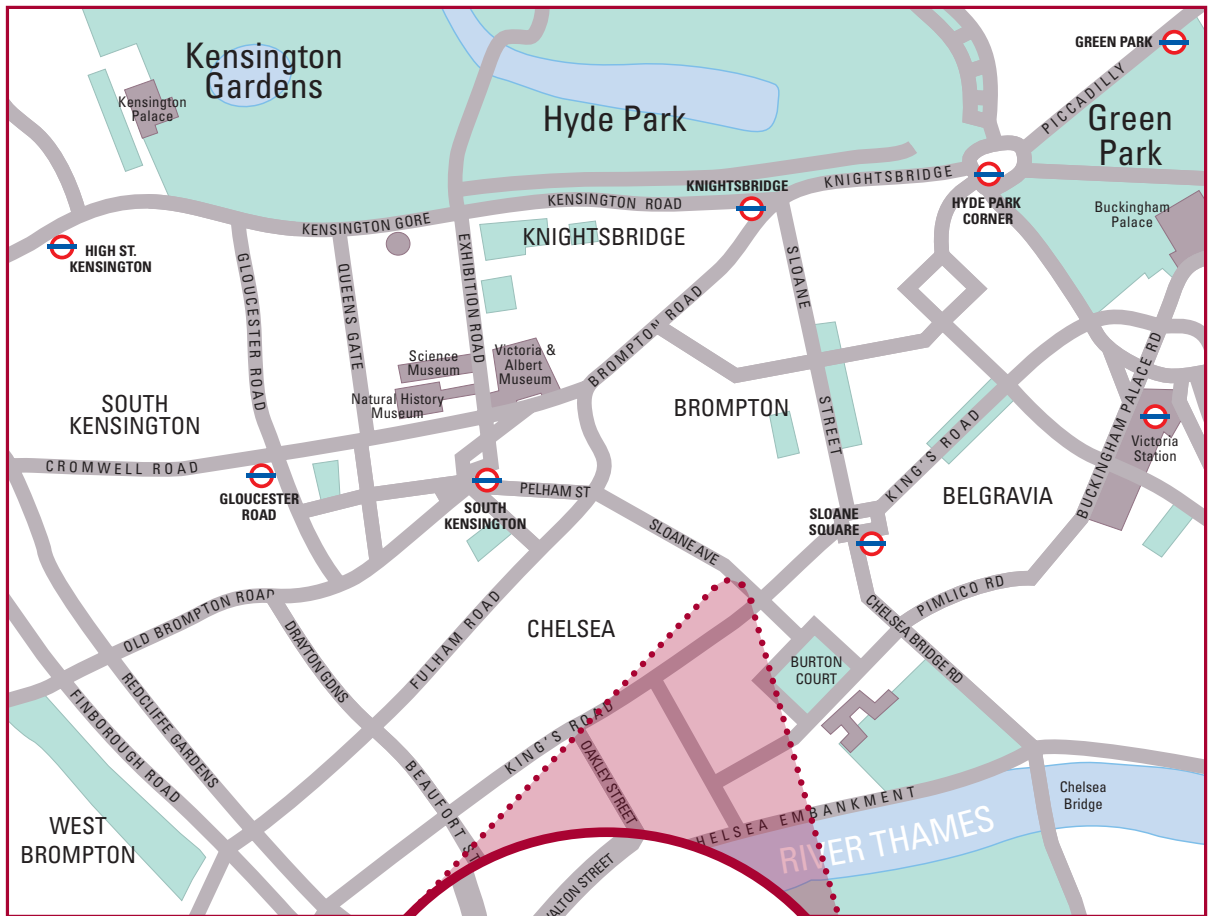 Kensington
Gardens
Kensington
Palace
Hyde Park
GREEN PARK
PICCADILLY
Green
Park
KNIGHTSBRIDGE
KNIGHTSBRIDGE
HYDE PARK
CORNER
Buckingham
Palace
KENSINGTON ROAD
KENSINGTON GORE
KNIGHTSBRIDGE
HIGH ST.
KENSINGTON
GLOUCESTER ROAD
QUEENS GATE
EXHIBITION ROAD
SLOANE
STREET
BROMPTON ROAD
Science
Museum
Victoria &
Albert
Museum
Natural History
Museum
SOUTH
KENSINGTON
BROMPTON
KING'S ROAD
BUCKINGHAM PALACE RD
Victoria
Station
CROMWELL ROAD
GLOUCESTER
ROAD
SOUTH
KENSINGTON
PELHAM ST
SLOANE AVE
SLOANE
SQUARE
BELGRAVIA
OLD BROMPTON ROAD
DRAYTON GDNS
FULHAM ROAD
CHELSEA
PIMLICO RD
CHELSEA BRIDGE RD
BURTON
COURT
REDCLIFFE GARDENS
FINBOROUGH ROAD
KING'S ROAD
OAKLEY STREET
BEAUFORT ST
HELSEA EMBANKMENT
RIVER THAMES
Chelsea
Bridge
WEST
BROMPTON
ALTON STREET